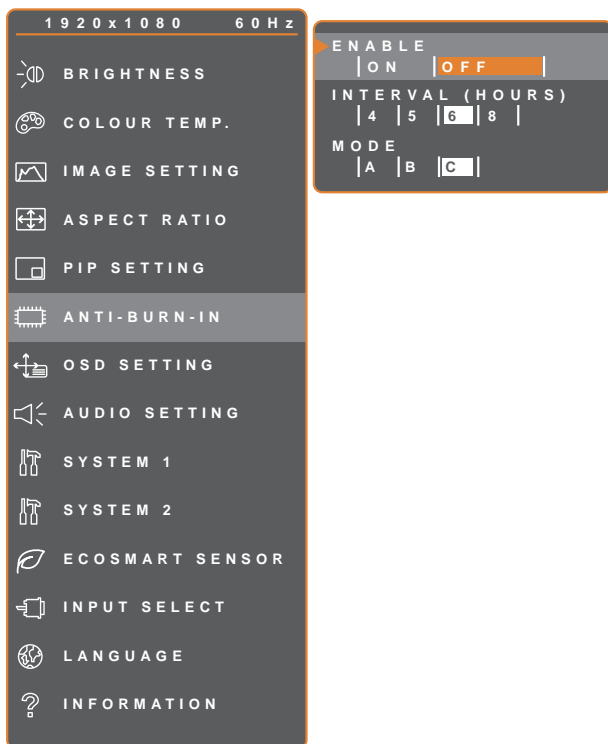 1920x1080 60Hz
BRIGHTNESS
COLOUR TEMP.
IMAGE SETTING
ASPECT RATIO
PIP SETTING
ANTI-BURN-IN
OSD SETTING
AUDIO SETTING
SYSTEM 1
SYSTEM 2
ECOSMART SENSOR
INPUT SELECT
LANGUAGE
INFORMATION
ENABLE
ON OFF
INTERVAL (HOURS)
4 5 6 8
MODE
A B C